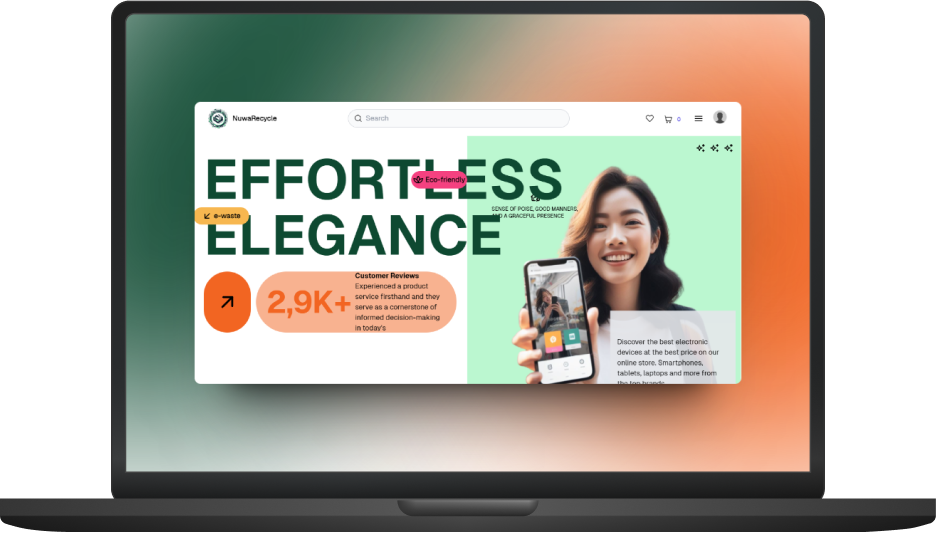 NuwaRecycle
Search
0
EFFORTLESS
Eco-friendly
SENSE OF POISE, GOOD MANNERS,
AND A GRACEFUL PRESENCE
e-waste
ELEGANCE
2,9K+
Customer Reviews
Experienced a product
service firsthand and they
serve as a cornerstone of
informed decision-making
in today's
Discover the best electronic
devices at the best price on our
online store. Smartphones,
tablets, laptops and more from
the top brands